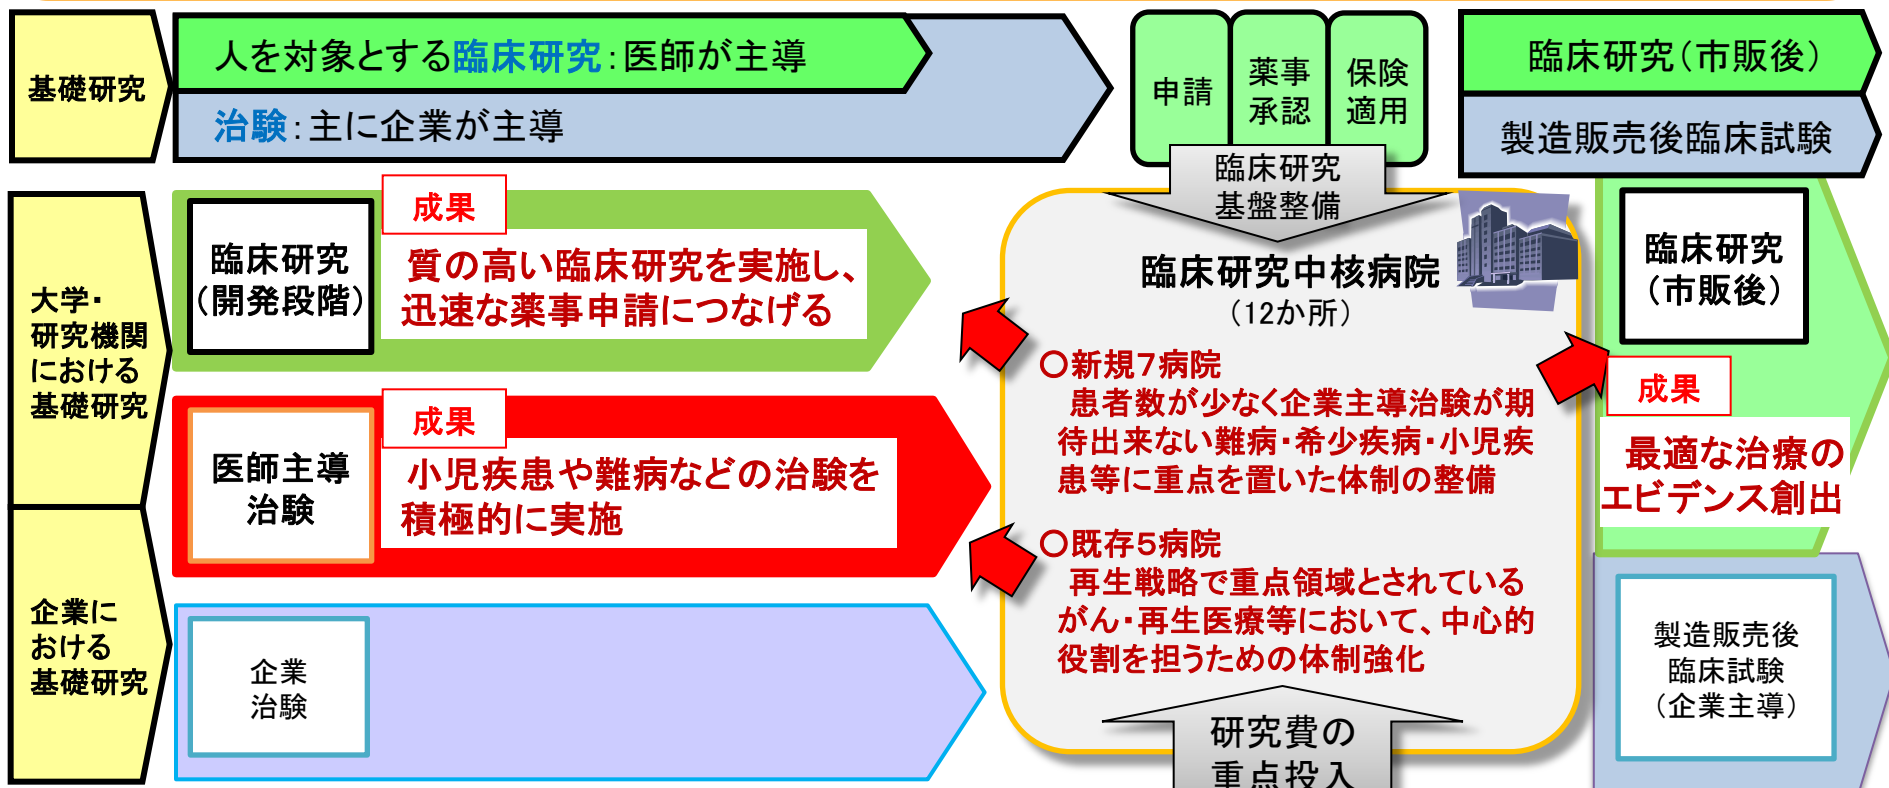 基礎研究
人を対象とする臨床研究：医師が主導
治験：主に企業が主導
申請
薬事
承認
保険
適用
臨床研究（市販後）
製造販売後臨床試験
大学・
研究機関
における
基礎研究
企業に
おける
基礎研究
臨床研究
（開発段階）
成果
質の高い臨床研究を実施し、
迅速な薬事申請につなげる
医師主導
治験
成果
小児疾患や難病などの治験を
積極的に実施
企業
治験
臨床研究
基盤整備
臨床研究中核病院
（12か所）
○新規7病院
患者数が少なく企業主導治験が期
待出来ない難病・希少疾病・小児疾
患等に重点を置いた体制の整備
○既存５病院
再生戦略で重点領域とされている
がん・再生医療等において、中心的
役割を担うための体制強化
研究費の
重点投入
臨床研究
（市販後）
成果
最適な治療の
エビデンス創出
製造販売後
臨床試験
（企業主導）